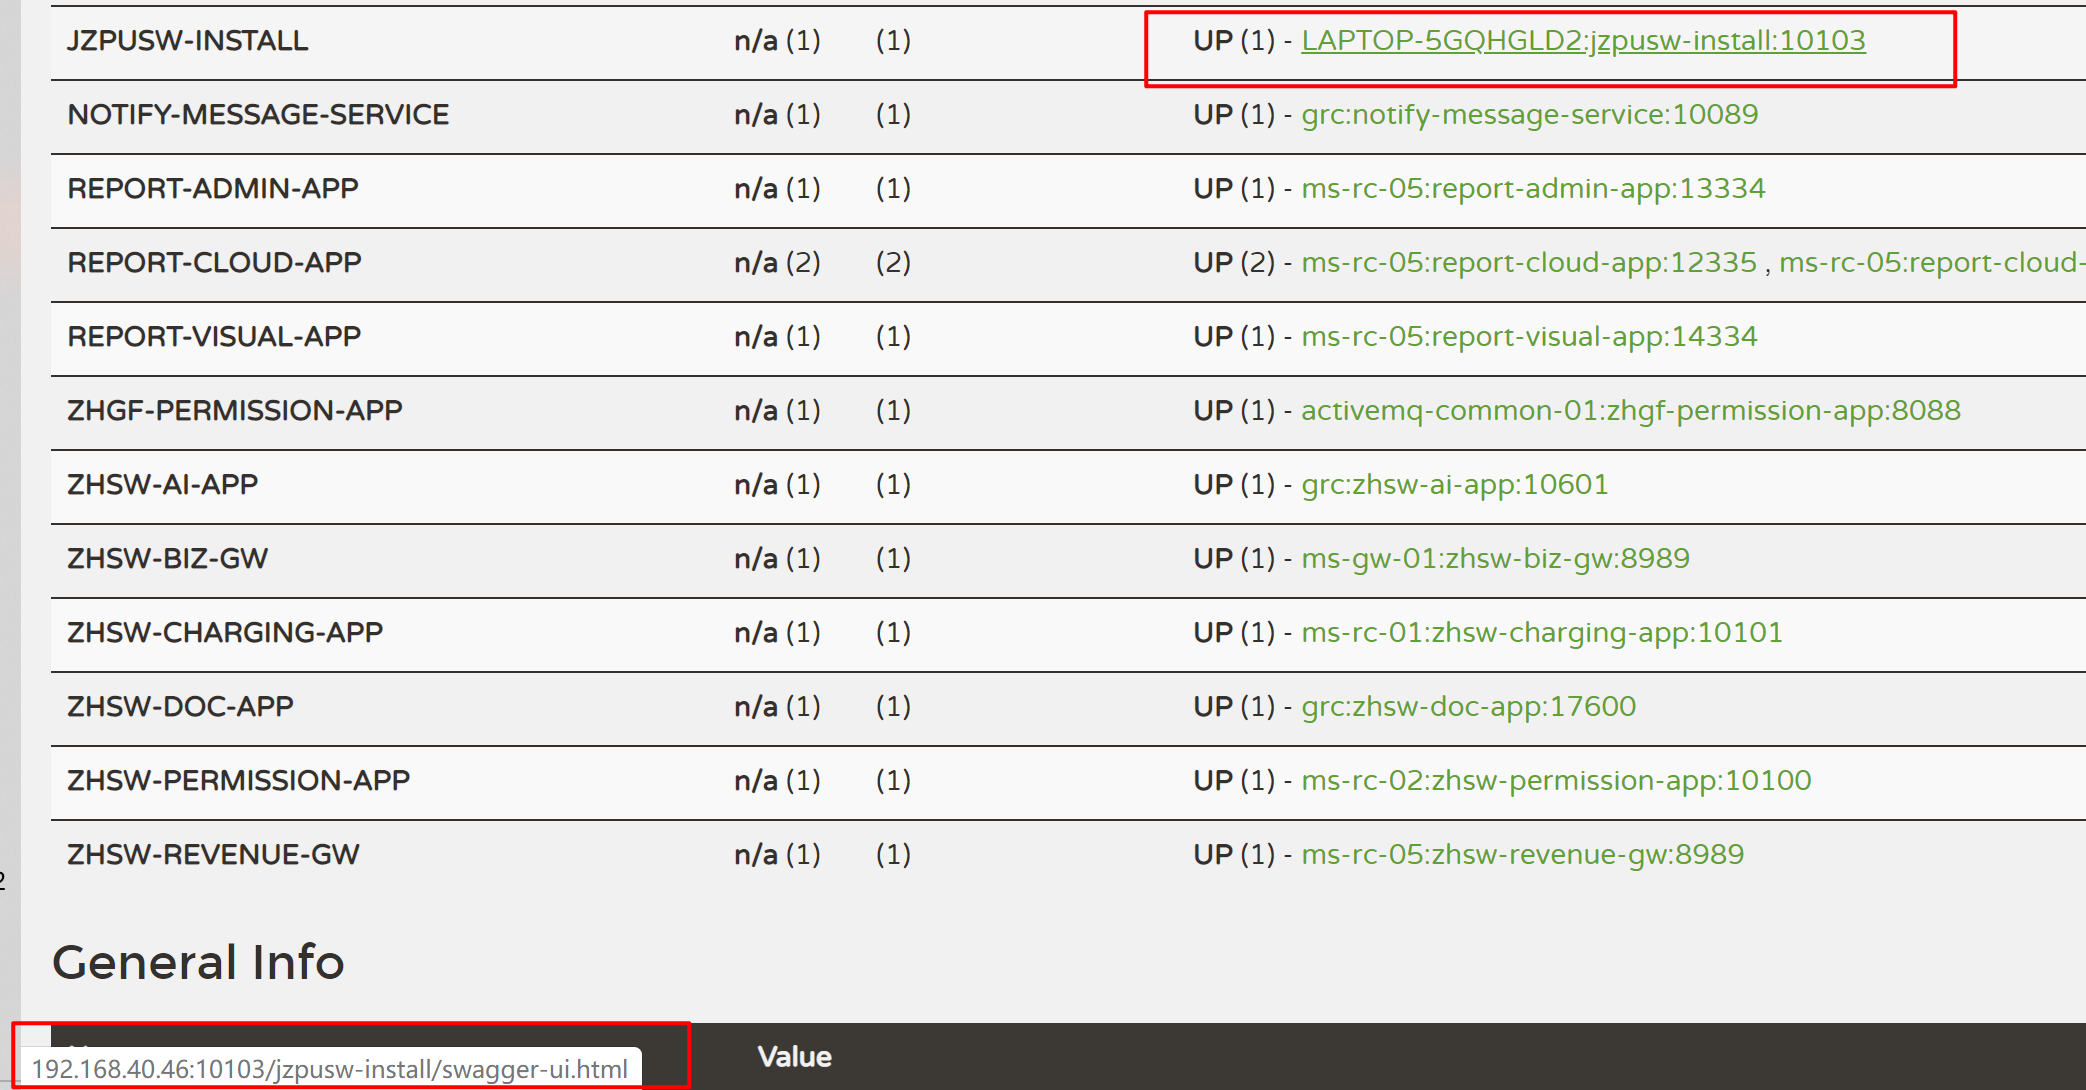 JZPUSW-INSTALL n/a (1) (1) UP (1) - LAPTOP-5GQHGLD2:jzpusw-install:10103
NOTIFY-MESSAGE-SERVICE n/a (1) (1) UP (1) - grc:notify-message-service:10089
REPORT-ADMIN-APP n/a (1) (1) UP (1) - ms-rc-05:report-admin-app:13334
REPORT-CLOUD-APP n/a (2) (2) UP (2) - ms-rc-05:report-cloud-app:12335 , ms-rc-05:report-cloud-
REPORT-VISUAL-APP n/a (1) (1) UP (1) - ms-rc-05:report-visual-app:14334
ZHGF-PERMISSION-APP n/a (1) (1) UP (1) - activemq-common-01:zhgf-permission-app:8088
ZHSW-AI-APP n/a (1) (1) UP (1) - grc:zhsw-ai-app:10601
ZHSW-BIZ-GW n/a (1) (1) UP (1) - ms-gw-01:zhsw-biz-gw:8989
ZHSW-CHARGING-APP n/a (1) (1) UP (1) - ms-rc-01:zhsw-charging-app:10101
ZHSW-DOC-APP n/a (1) (1) UP (1) - grc:zhsw-doc-app:17600
ZHSW-PERMISSION-APP n/a (1) (1) UP (1) - ms-rc-02:zhsw-permission-app:10100
ZHSW-REVENUE-GW n/a (1) (1) UP (1) - ms-rc-05:zhsw-revenue-gw:8989
2
General Info
Value
192.168.40.46:10103/jzpusw-install/swagger-ui.html